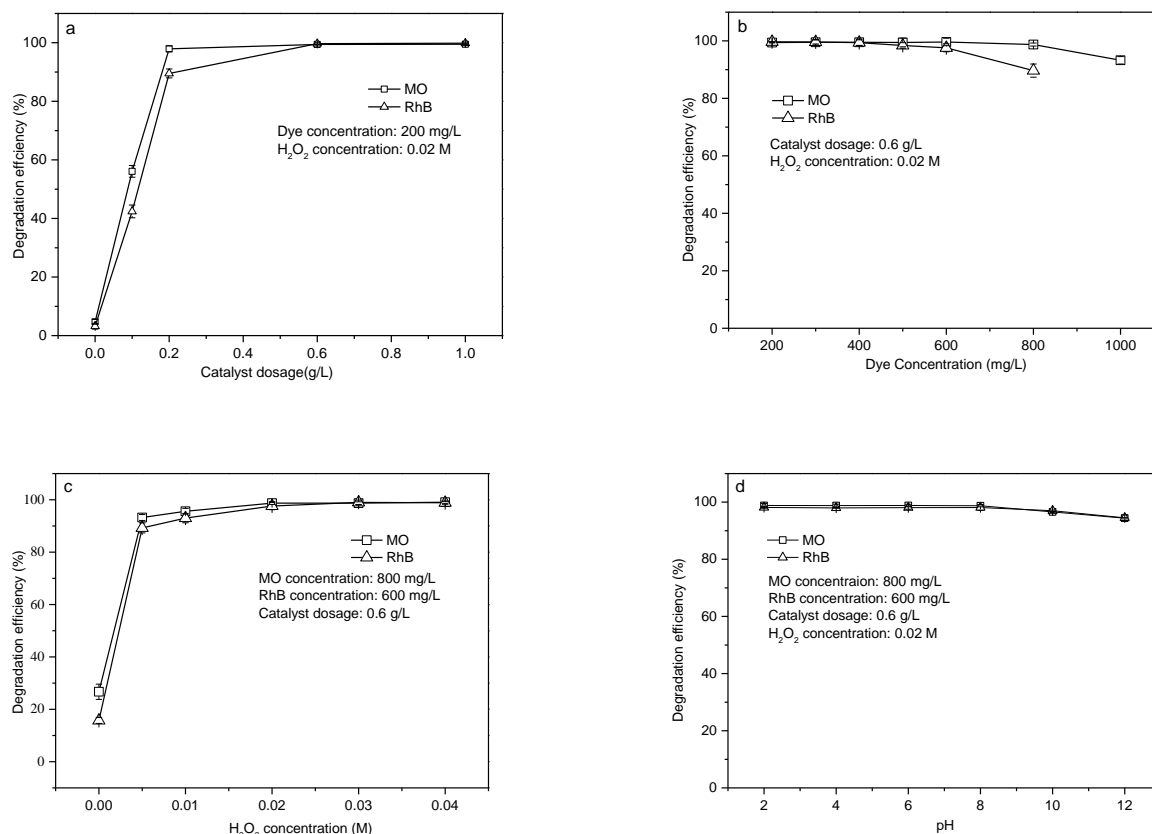 a
100
80
60
40
20
0
Degradation efficiency (%)
MO
RhB
Dye concentration: 200 mg/L
H₂O₂ concentration: 0.02 M
0.0 0.2 0.4 0.6 0.8 1.0
Catalyst dosage(g/L)
b
100
80
60
40
20
0
Degradation efficiency (%)
MO
RhB
Catalyst dosage: 0.6 g/L
H₂O₂ concentration: 0.02 M
200 400 600 800 1000
Dye Concentration (mg/L)
c
100
80
60
40
20
0
Degradation efficiency (%)
MO
RhB
MO concentration: 800 mg/L
RhB concentration: 600 mg/L
Catalyst dosage: 0.6 g/L
0.00 0.01 0.02 0.03 0.04
H₂O₂ concentration (M)
d
100
80
60
40
20
0
Degradation efficiency (%)
MO
RhB
MO concentraion: 800 mg/L
RhB concentration: 600 mg/L
Catalyst dosage: 0.6 g/L
H₂O₂ concentration: 0.02 M
2 4 6 8 10 12
pH